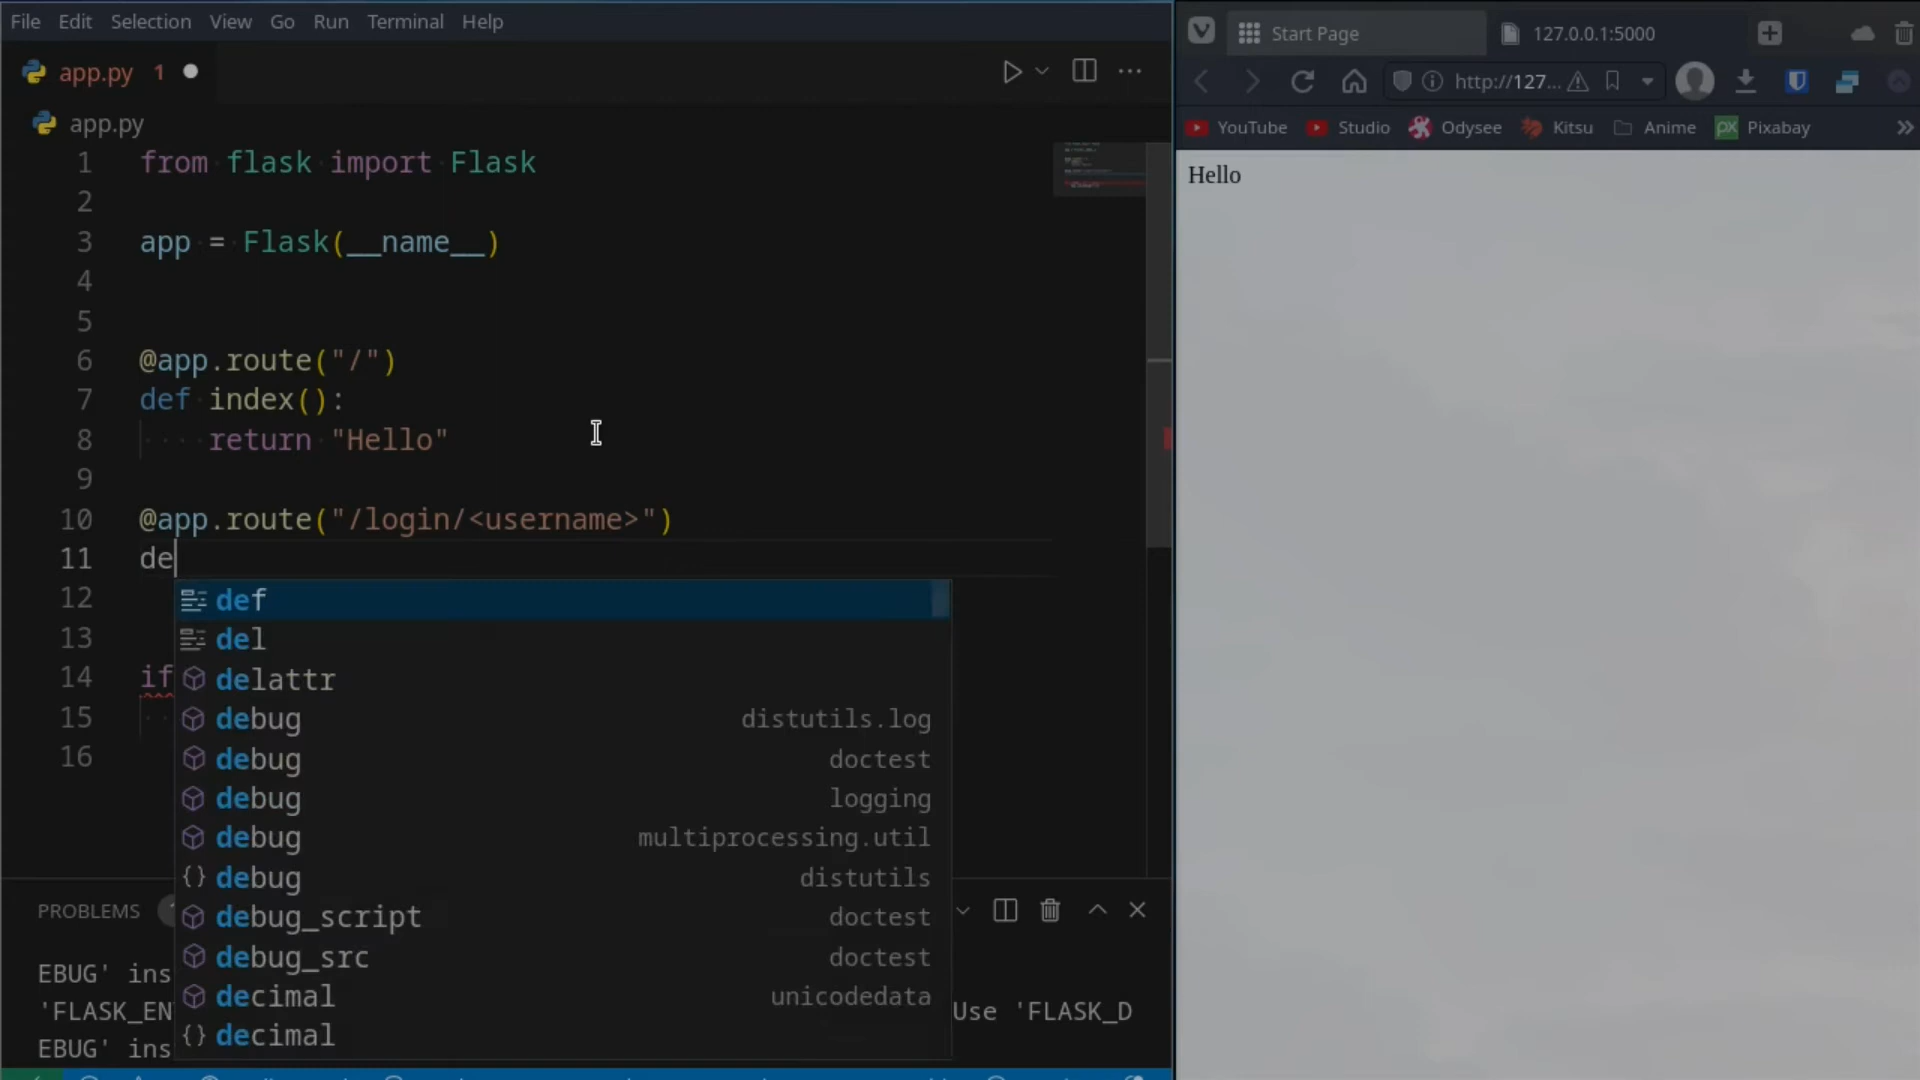 File Edit Selection View Go Run Terminal Help
app.py 1
app.py
1 from flask import Flask
2
3 app = Flask(__name__)
4
5
6 @app.route("/")
7 def index():
8 return "Hello"
9
10 @app.route("/login/<username>")
11 de
12
13
14 if
15
16
def
del
delattr
debug distutils.log
debug doctest
debug logging
debug multiprocessing.util
debug distutils
debug_script doctest
debug_src doctest
decimal unicodedata
decimal
PROBLEMS
EBUG' ins
'FLASK_EN Use 'FLASK_D
EBUG' ins
Start Page 127.0.0.1:5000
http://127...
YouTube Studio Odysee Kitsu Anime px Pixabay
Hello